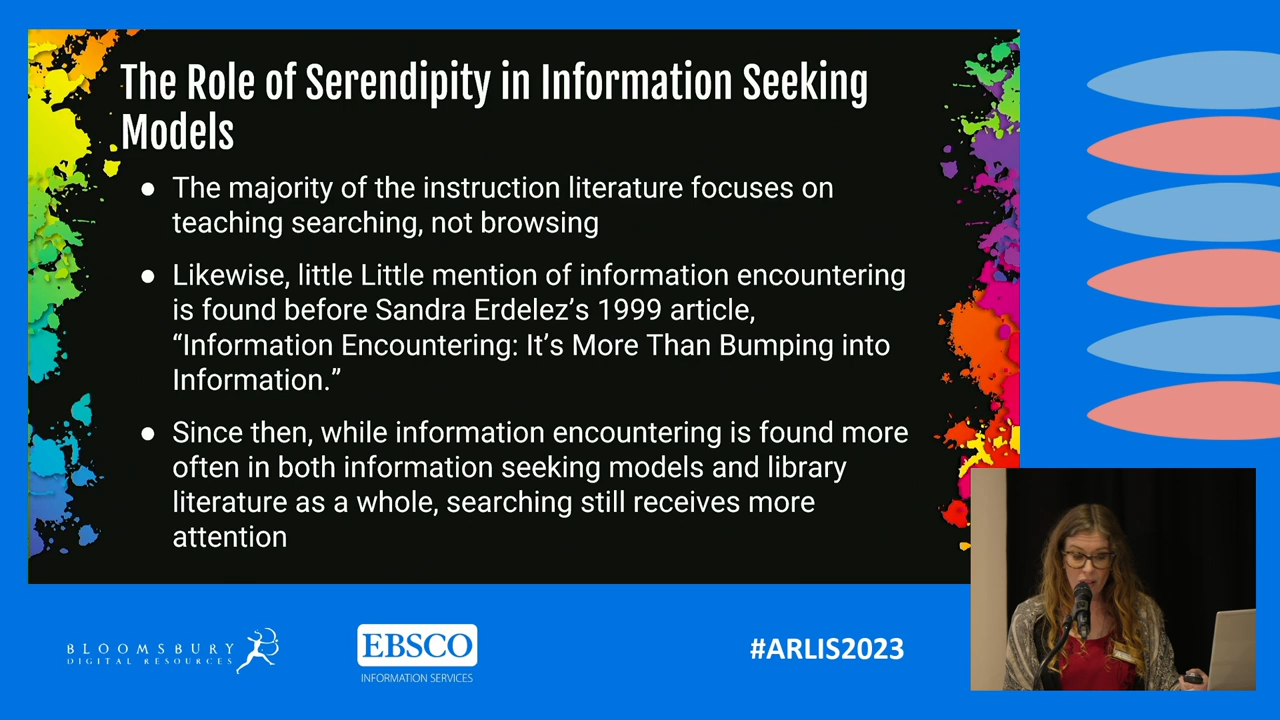 The Role of Serendipity in Information Seeking
Models
● The majority of the instruction literature focuses on
teaching searching, not browsing
● Likewise, little Little mention of information encountering
is found before Sandra Erdelez’s 1999 article,
“Information Encountering: It’s More Than Bumping into
Information.”
● Since then, while information encountering is found more
often in both information seeking models and library
literature as a whole, searching still receives more
attention
BLOOMSBURY
DIGITAL RESOURCES
EBSCO
INFORMATION SERVICES
#ARLIS2023